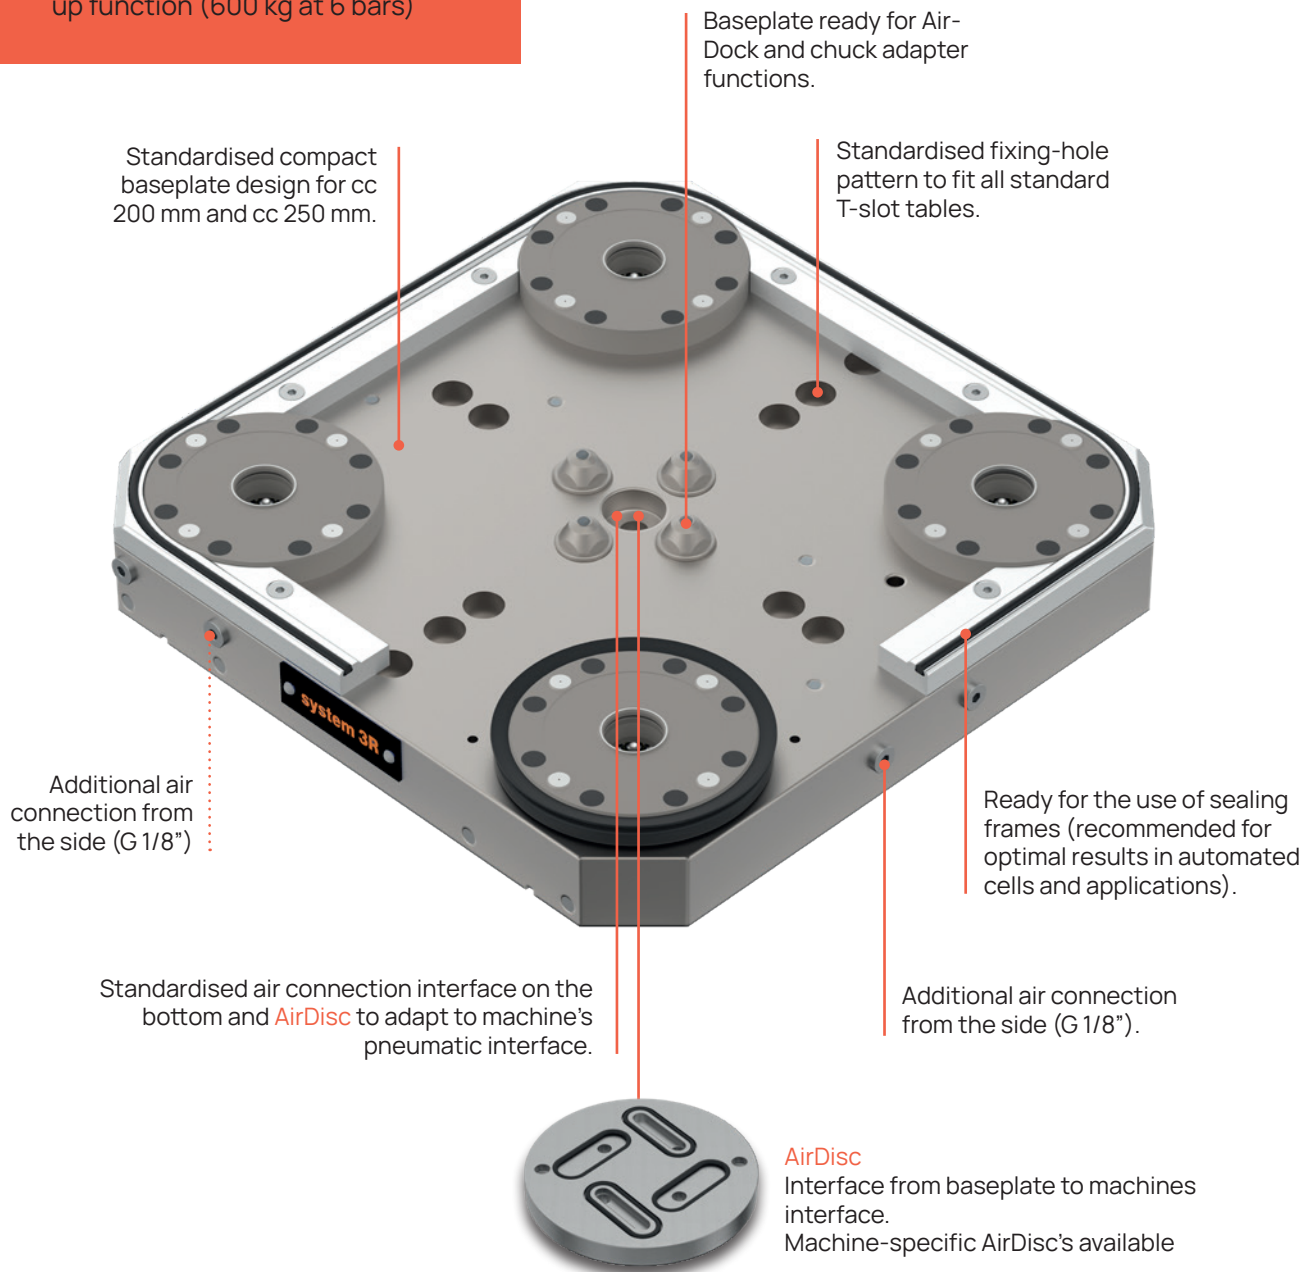 up function (600 kg at 6 bars)
Baseplate ready for Air-
Dock and chuck adapter
functions.
Standardised compact
baseplate design for cc
200 mm and cc 250 mm.
Standardised fixing-hole
pattern to fit all standard
T-slot tables.
system 3R
Additional air
connection from
the side (G 1/8”)
Ready for the use of sealing
frames (recommended for
optimal results in automated
cells and applications).
Standardised air connection interface on the
bottom and AirDisc to adapt to machine’s
pneumatic interface.
Additional air connection
from the side (G 1/8”).
AirDisc
Interface from baseplate to machines
interface.
Machine-specific AirDisc’s available